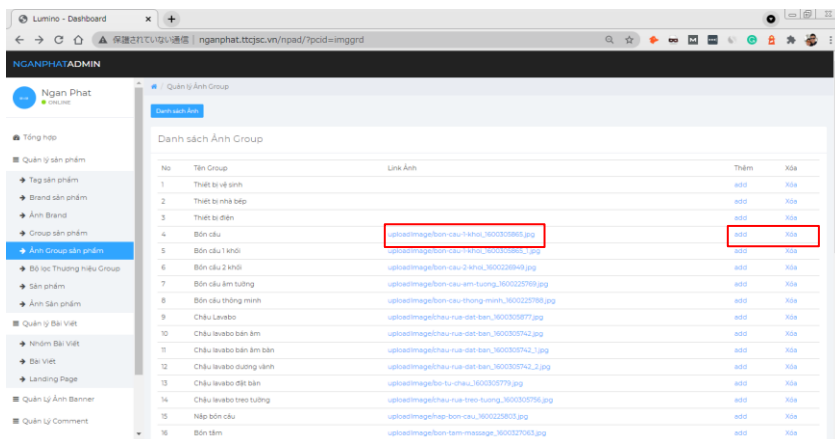 Lumino - Dashboard
保護されていない通信 | nganphat.ttcjsc.vn/npad/?pcid=imggrd
NGANPHATADMIN
Ngan Phat
ONLINE
Tổng hợp
Quản lý sản phẩm
Tag sản phẩm
Brand sản phẩm
Ảnh Brand
Group sản phẩm
Ảnh Group sản phẩm
Bộ lọc Thương hiệu Group
Sản phẩm
Ảnh Sản phẩm
Quản lý Bài Viết
Nhóm Bài Viết
Bài Viết
Landing Page
Quản Lý Ảnh Banner
Quản Lý Comment
/ Quản lý Ảnh Group
Danh sách Ảnh
Danh sách Ảnh Group
No Tên Group Link Ảnh Thêm Xóa
1 Thiết bị vệ sinh add Xóa
2 Thiết bị nhà bếp add Xóa
3 Thiết bị điện add Xóa
4 Bồn cầu upload/image/bon-cau-1-khoi_1600305865.jpg add Xóa
5 Bồn cầu 1 khối upload/image/bon-cau-1-khoi_1600305865_1.jpg add Xóa
6 Bồn cầu 2 khối upload/image/bon-cau-2-khoi_1600226949.jpg add Xóa
7 Bồn cầu âm tường upload/image/bon-cau-am-tuong_1600225769.jpg add Xóa
8 Bồn cầu thông minh upload/image/bon-cau-thong-minh_1600225788.jpg add Xóa
9 Chậu Lavabo upload/image/chau-rua-dat-ban_1600305877.jpg add Xóa
10 Chậu lavabo bán âm upload/image/chau-rua-dat-ban_1600305742.jpg add Xóa
11 Chậu lavabo bán âm bàn upload/image/chau-rua-dat-ban_1600305742_1.jpg add Xóa
12 Chậu lavabo dương vành upload/image/chau-rua-dat-ban_1600305742_2.jpg add Xóa
13 Chậu lavabo đặt bàn upload/image/bo-tu-chau_1600305779.jpg add Xóa
14 Chậu lavabo treo tường upload/image/chau-rua-treo-tuong_1600305756.jpg add Xóa
15 Nắp bồn cầu upload/image/nap-bon-cau_1600225803.jpg add Xóa
16 Bồn tắm upload/image/bon-tam-massage_1600327063.jpg add Xóa